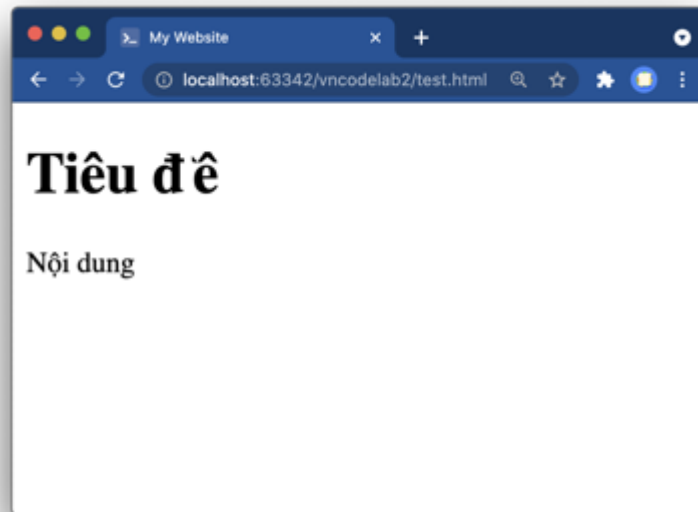 My Website
localhost:63342/vncodelab2/test.html
Tiêu đề
Nội dung